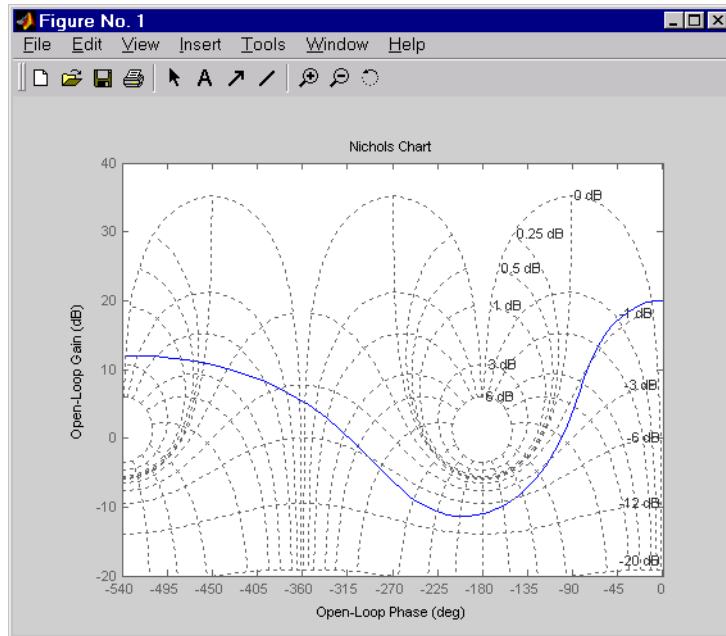 Figure No. 1
File Edit View Insert Tools Window Help
Nichols Chart
40
30
20
10
0
-10
-20
Open-Loop Gain (dB)
0 dB
0.25 dB
0.5 dB
1 dB
-1 dB
3 dB
-3 dB
6 dB
-6 dB
-12 dB
-20 dB
-540 -495 -450 -405 -360 -315 -270 -225 -180 -135 -90 -45 0
Open-Loop Phase (deg)